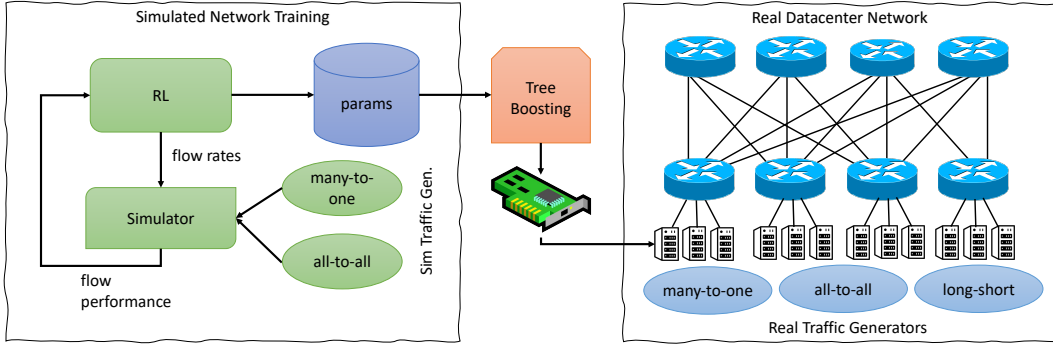 Simulated Network Training
RL
params
flow rates
Simulator
many-to-
one
all-to-all
Sim Traffic Gen.
flow
performance
Tree
Boosting
Real Datacenter Network
many-to-one
all-to-all
long-short
Real Traffic Generators